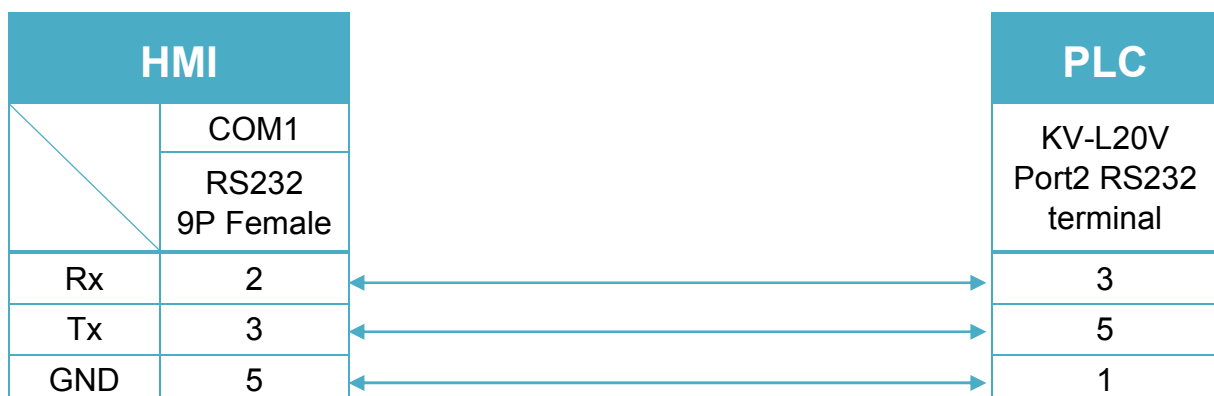 HMI
PLC
COM1
RS232
9P Female
KV-L20V
Port2 RS232
terminal
Rx 2 3
Tx 3 5
GND 5 1